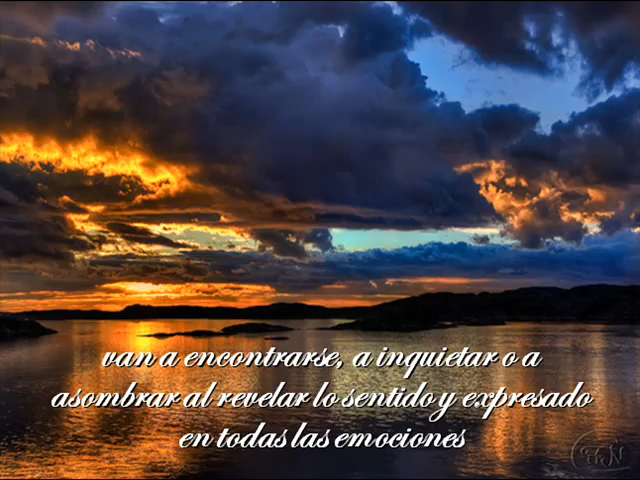 van a encontrarse, a inquietar o a
asombrar al revelar lo sentido y expresado
en todas las emociones